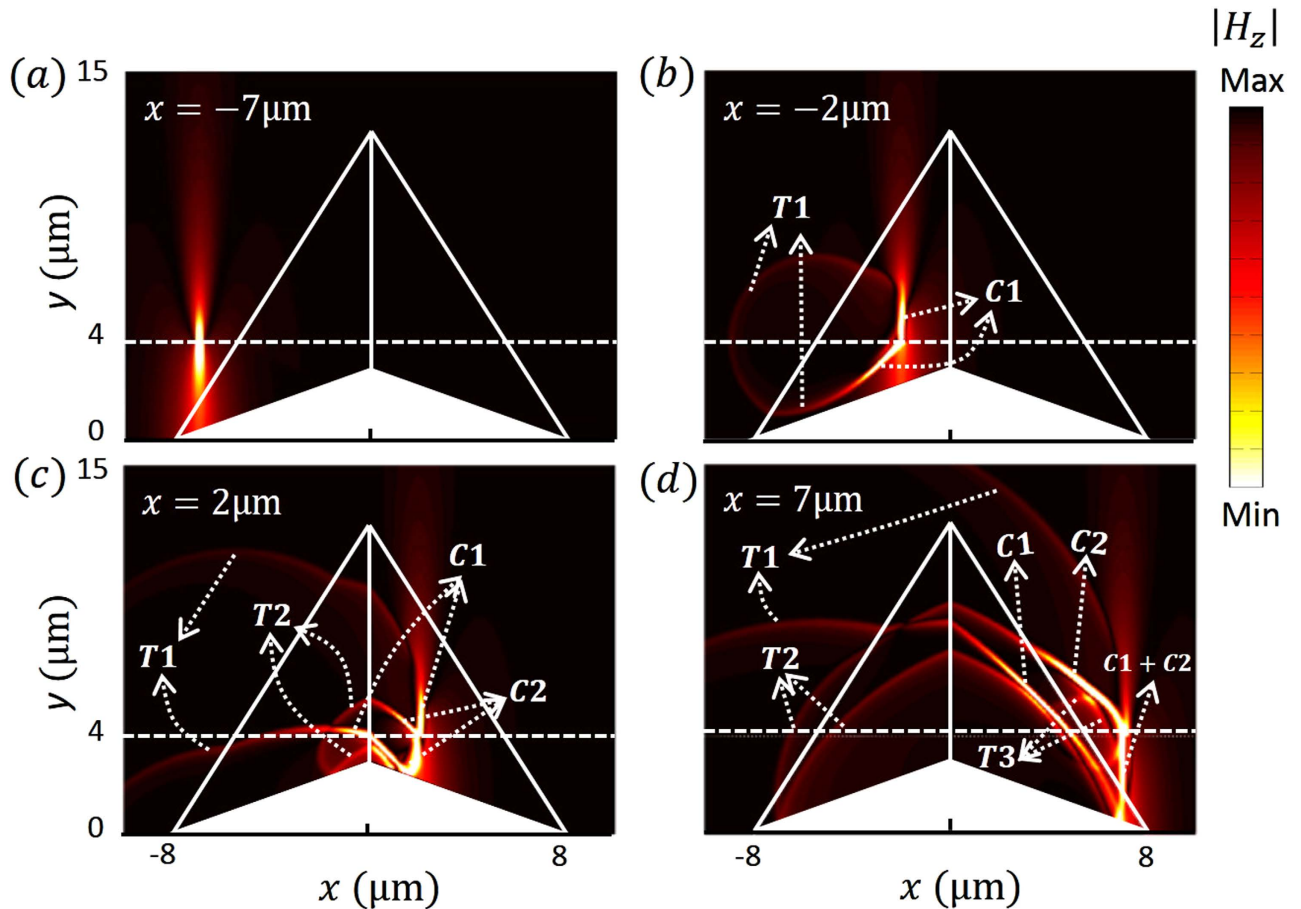 |H_z|
Max
Min
(a)
15
x = −7μm
y (μm)
4
0
(b)
x = −2μm
T1
C1
(c)
15
x = 2μm
C1
T2
T1
C2
y (μm)
4
0
-8
8
x (μm)
(d)
x = 7μm
T1
C1
C2
T2
C1 + C2
T3
-8
8
x (μm)